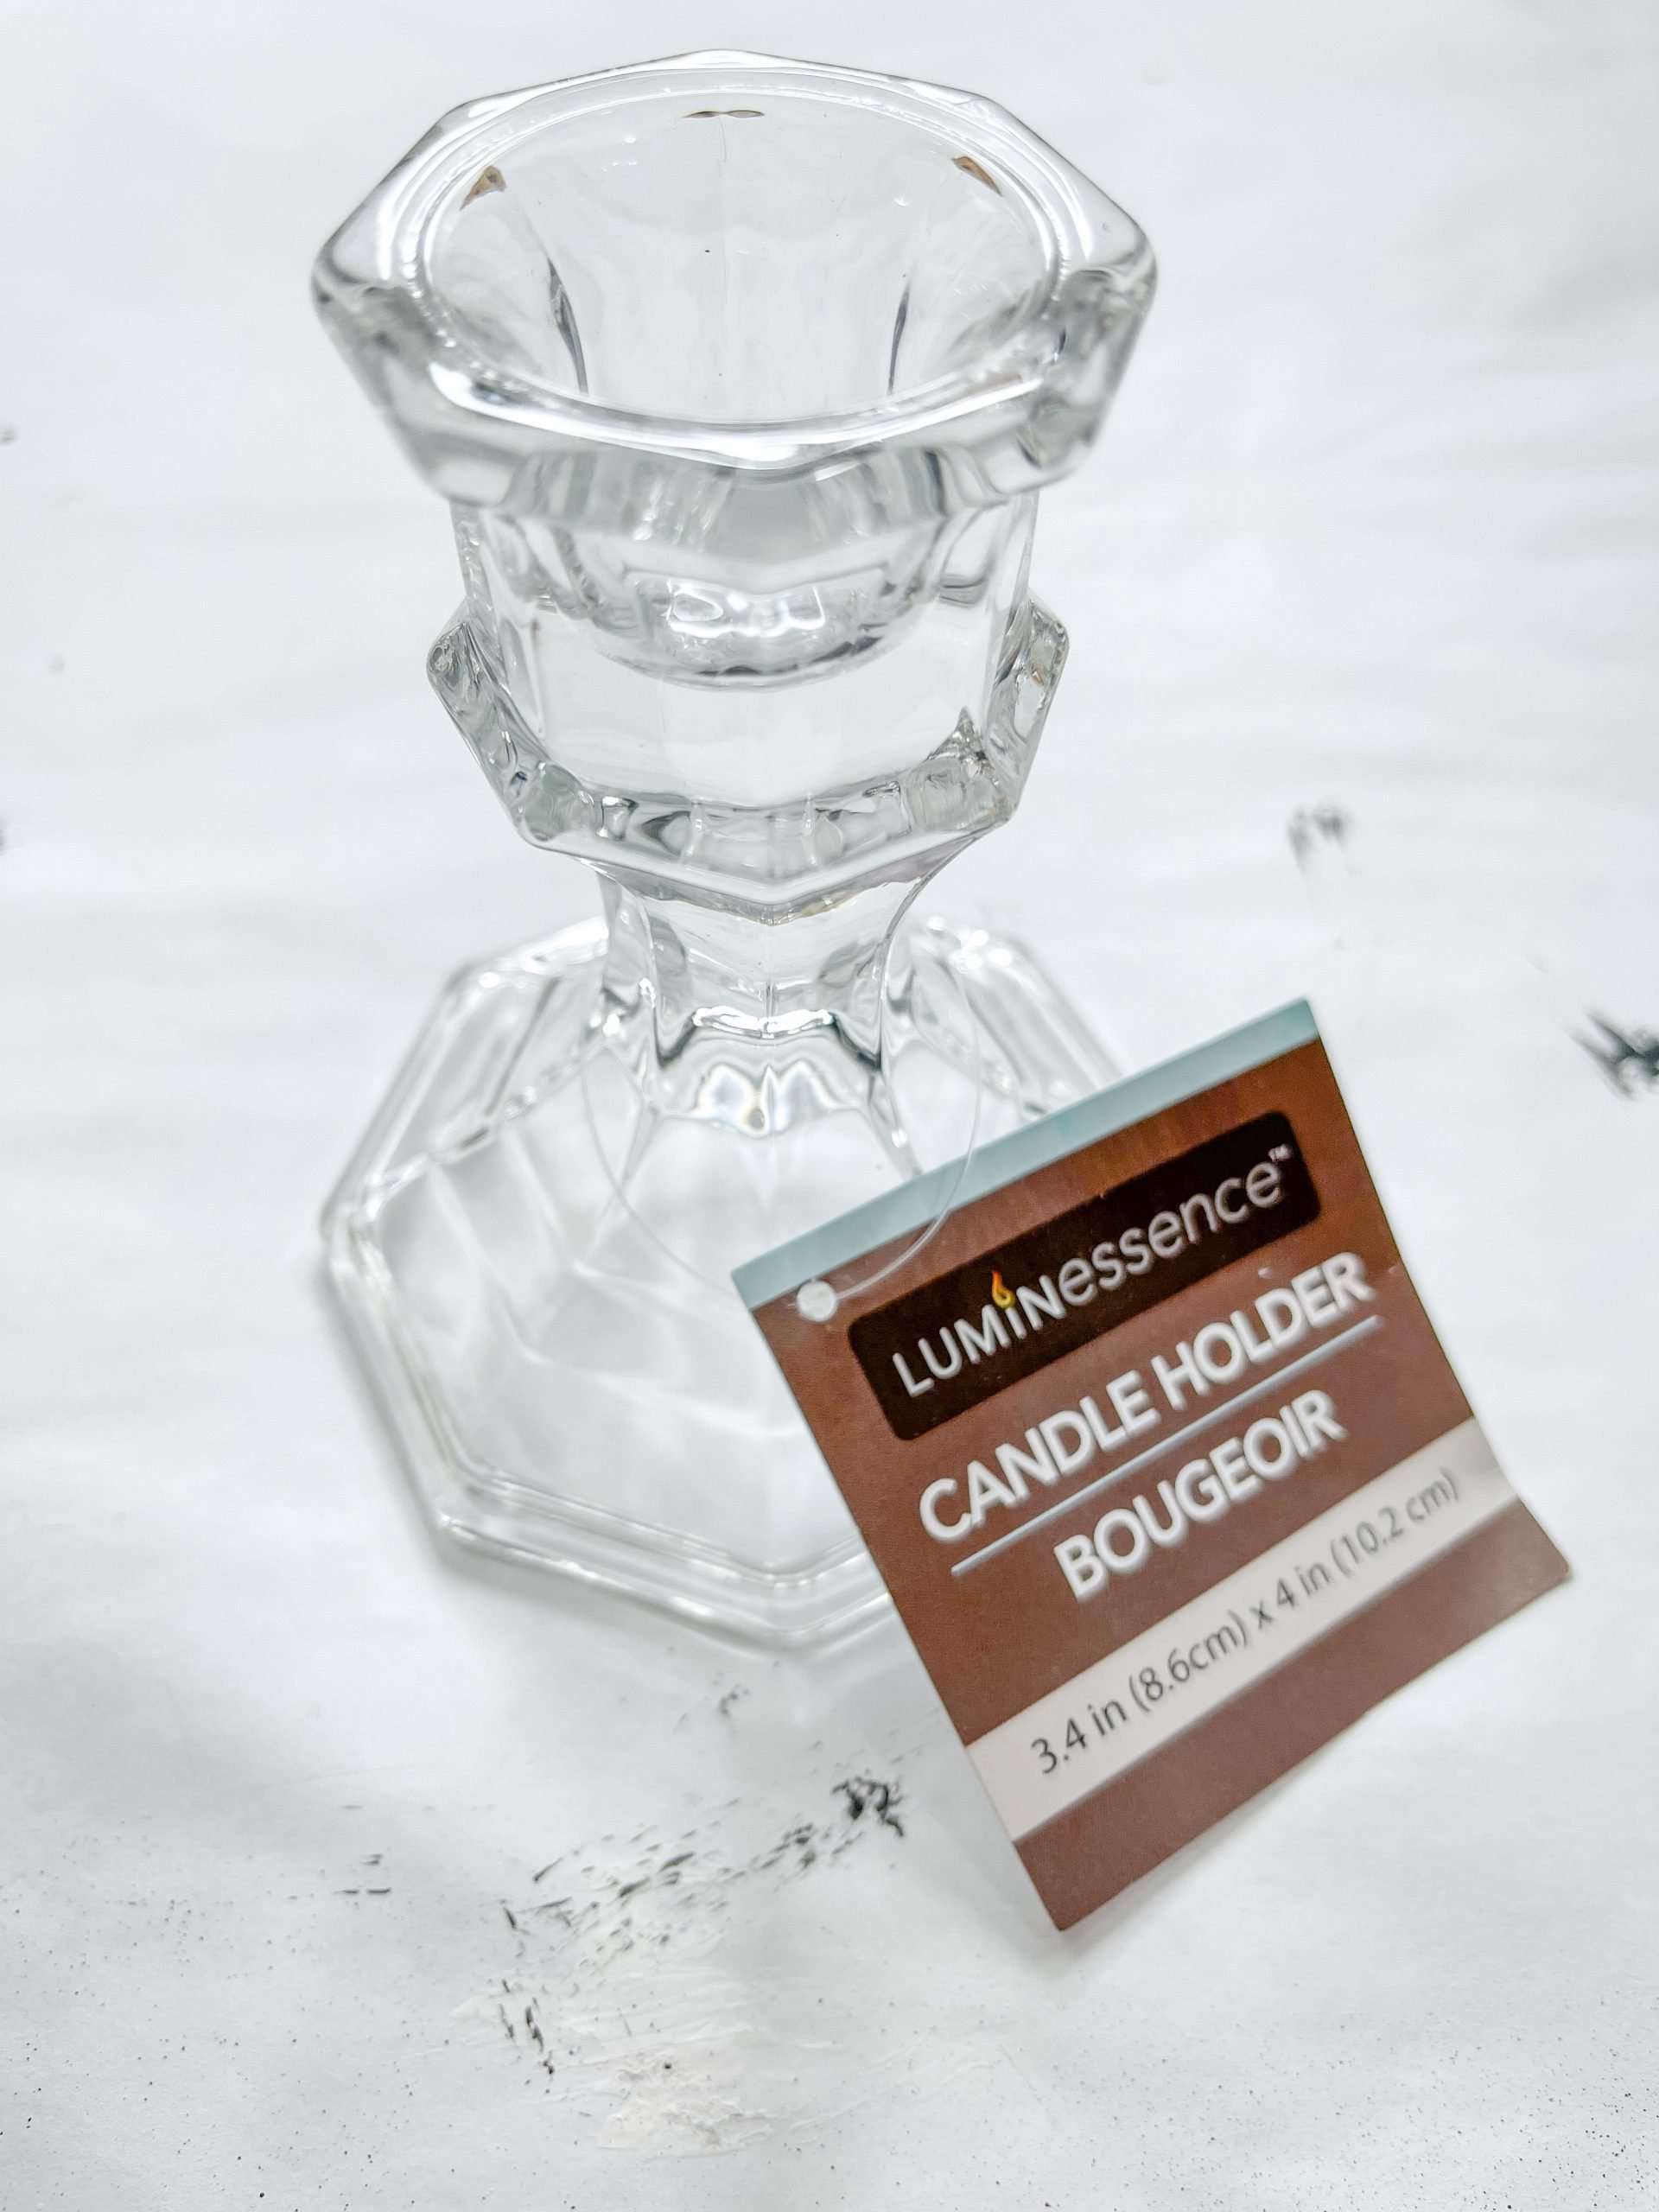 LUMINessence™
CANDLE HOLDER
BOUGEOIR
3.4 in (8.6cm) x 4 in (10.2 cm)